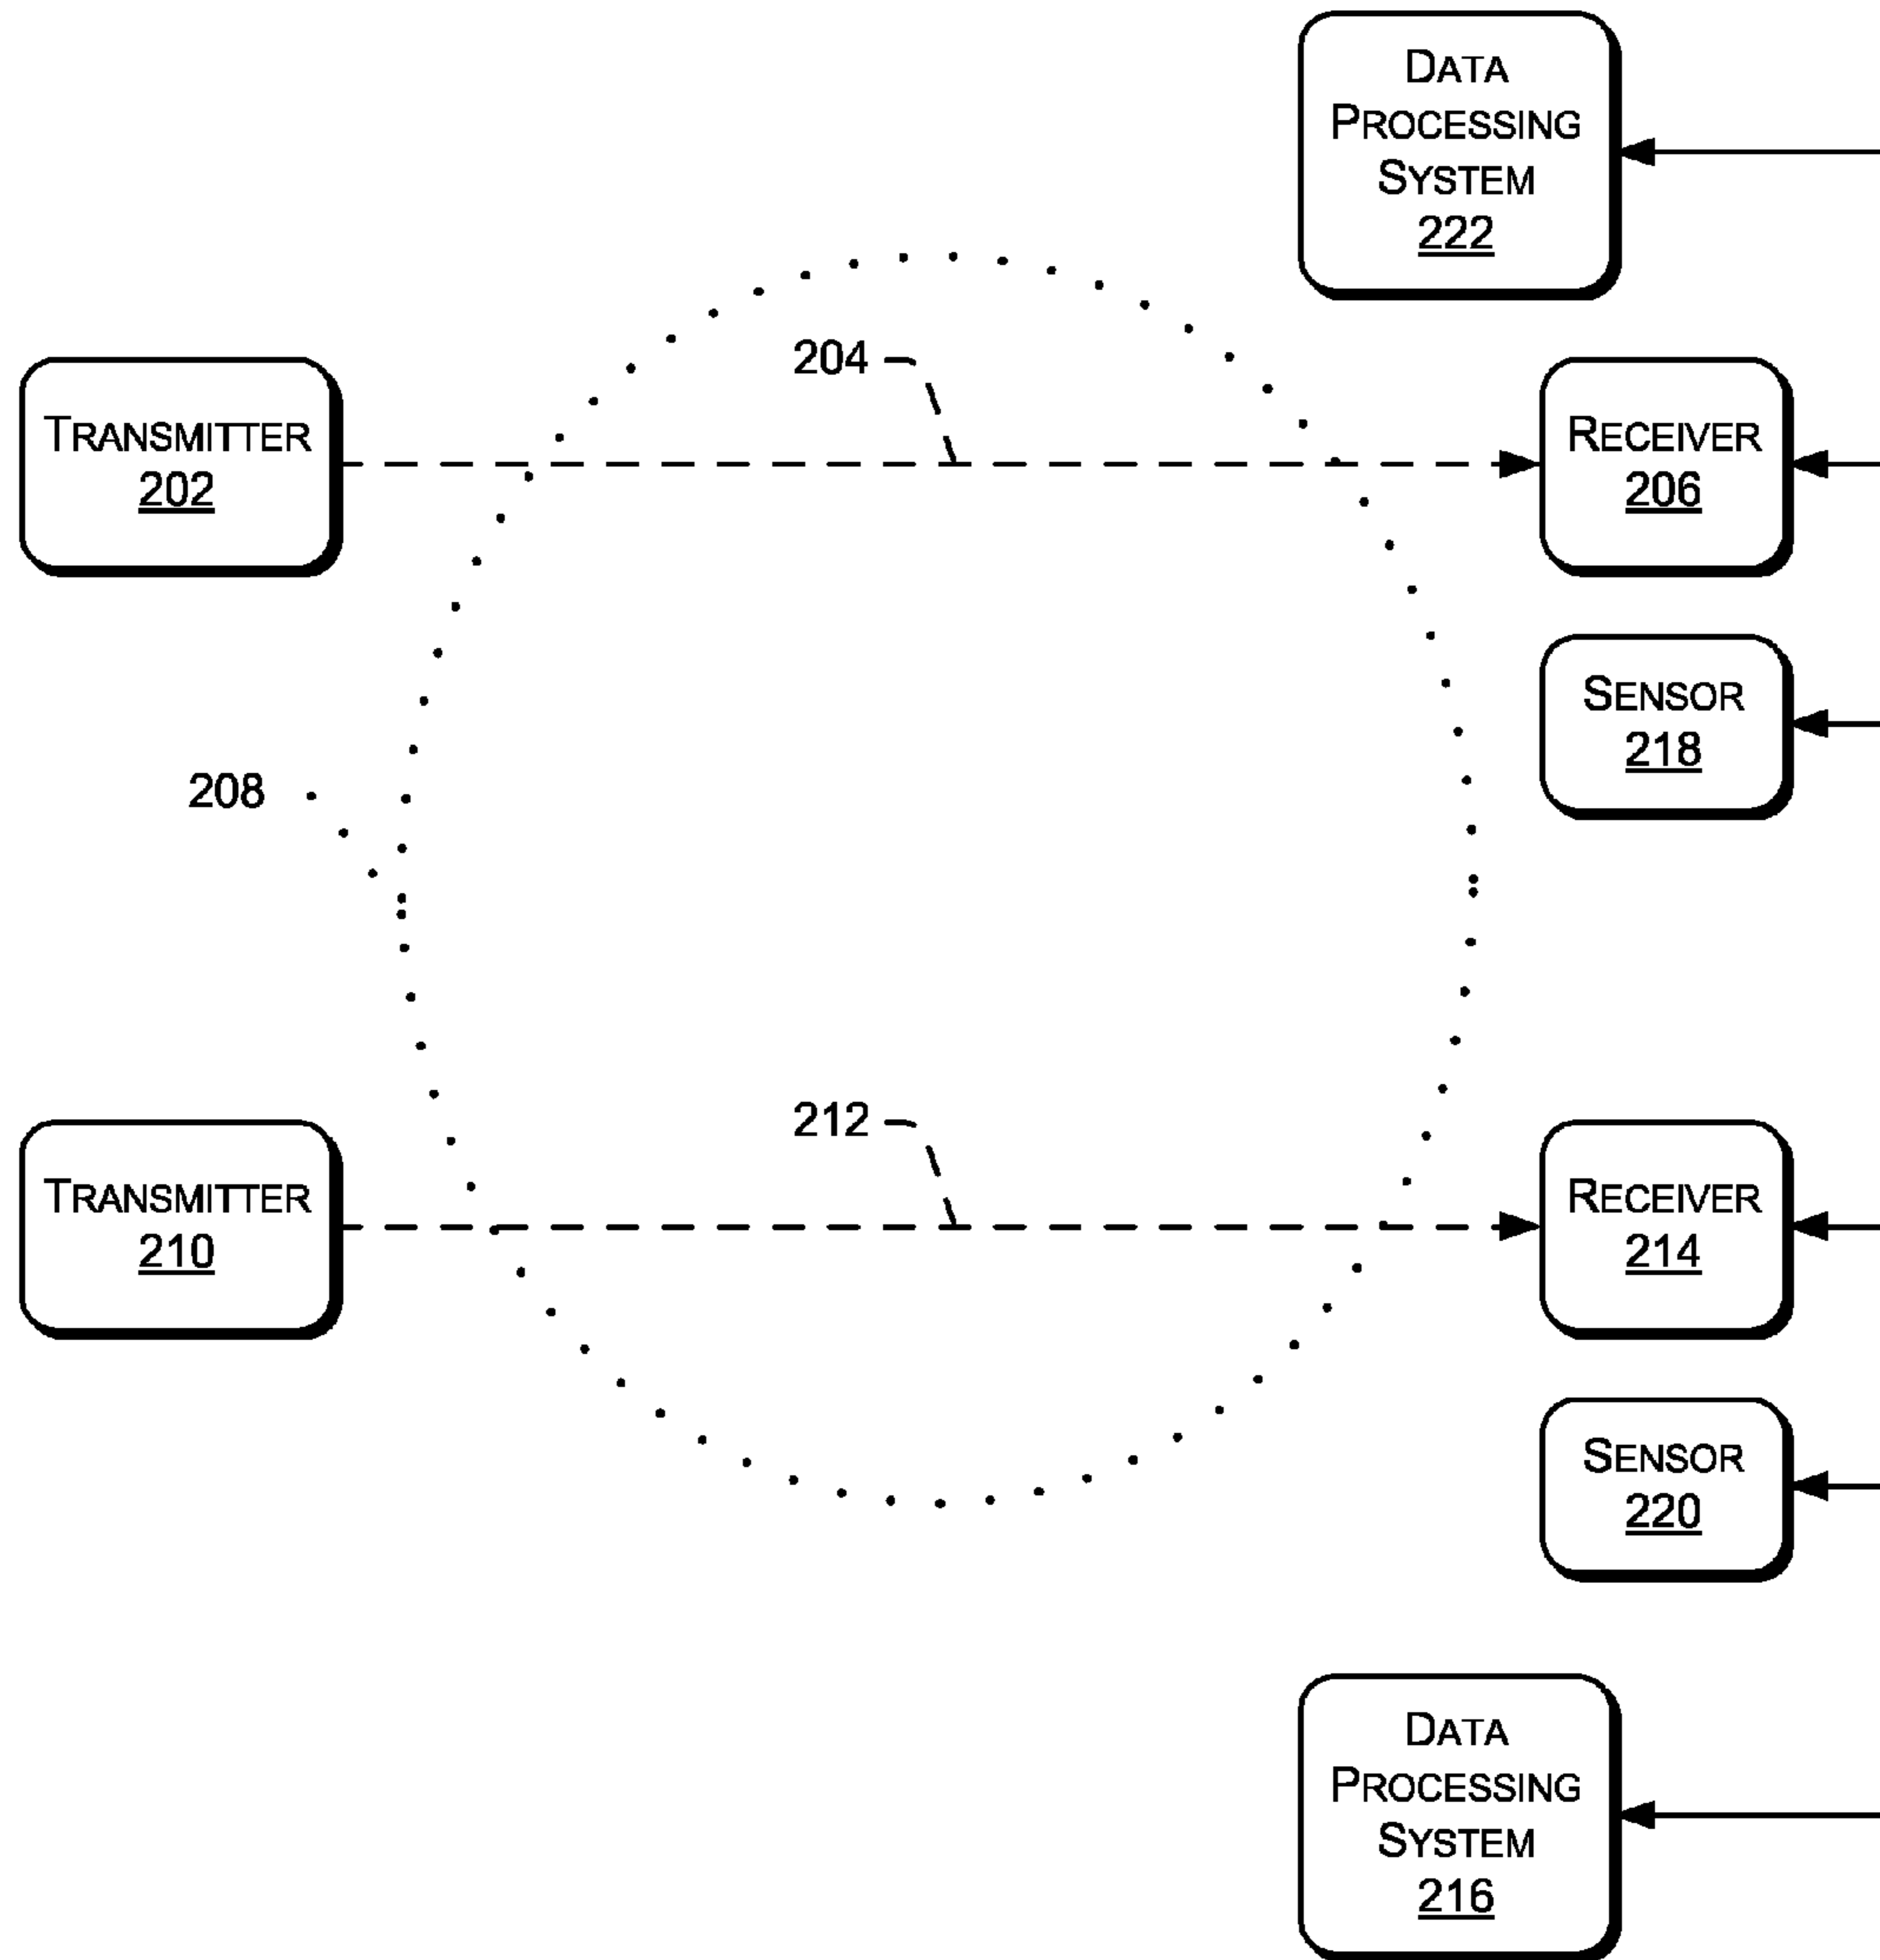 DATA
PROCESSING
SYSTEM
222
204
TRANSMITTER
202
RECEIVER
206
SENSOR
218
208
212
TRANSMITTER
210
RECEIVER
214
SENSOR
220
DATA
PROCESSING
SYSTEM
216